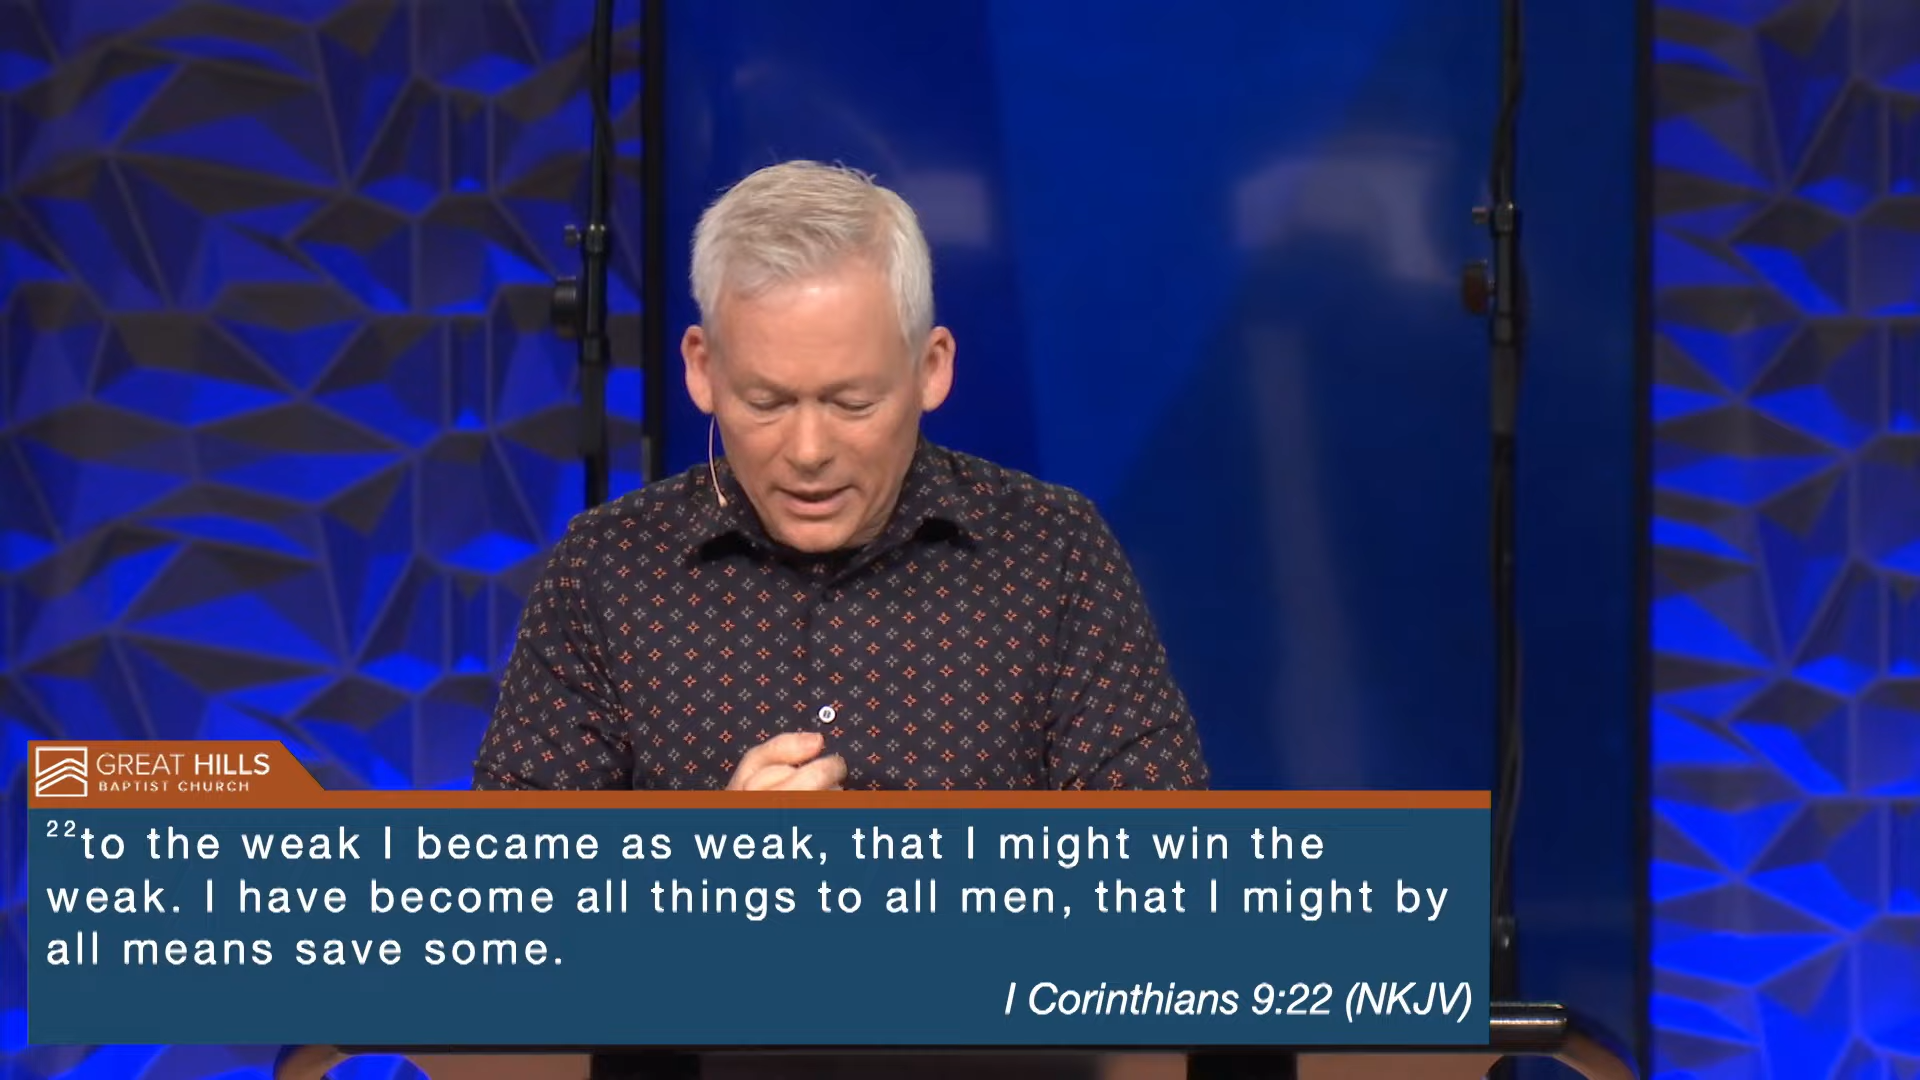 GREAT HILLS
BAPTIST CHURCH
22to the weak I became as weak, that I might win the
weak. I have become all things to all men, that I might by
all means save some.
I Corinthians 9:22 (NKJV)